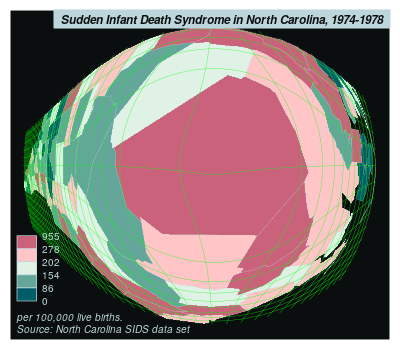 Sudden Infant Death Syndrome in North Carolina, 1974-1978
955
278
202
154
86
0
per 100,000 live births.
Source: North Carolina SIDS data set